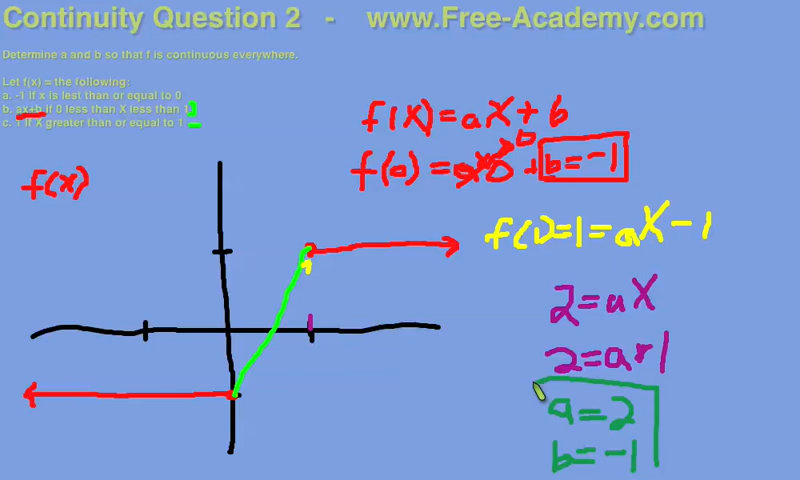 Continuity Question 2 - www.Free-Academy.com
Determine a and b so that f is continuous everywhere.
Let f(x) = the following:
a. -1 if x is lest than or equal to 0
b. ax+b if 0 less than X less than 1
c. 1 if X greater than or equal to 1
f(X)=aX+b
f(0)=a×0+b=-1
0
f(x)
f(1)=1=aX-1
2=aX
2=a*1
a=2
b=-1